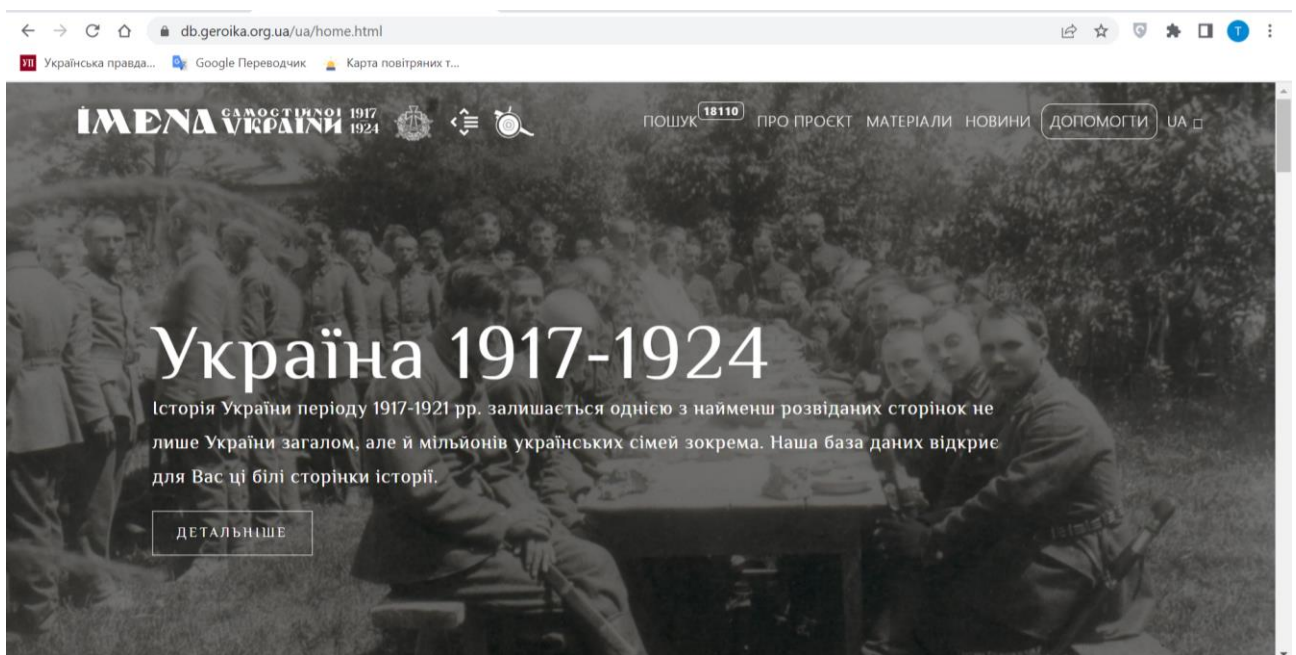 db.geroika.org.ua/ua/home.html
T
УП Українська правда... Google Переводчик Карта повітряних т...
ІМЕНА САМОСТІЙНОЇ УКРАЇНИ 1917 1924 ПОШУК 18110 ПРО ПРОЄКТ МАТЕРІАЛИ НОВИНИ ДОПОМОГТИ UA
Україна 1917-1924
Історія України періоду 1917-1921 рр. залишається однією з найменш розвіданих сторінок не
лише України загалом, але й мільйонів українських сімей зокрема. Наша база даних відкриє
для Вас ці білі сторінки історії.
ДЕТАЛЬНІШЕ